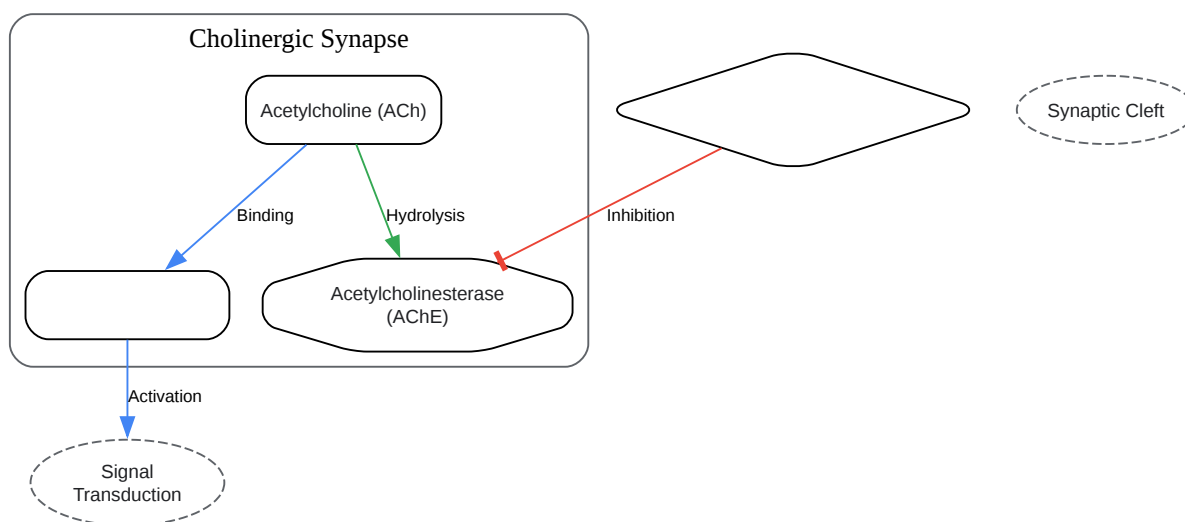 Cholinergic Synapse
Acetylcholine (ACh)
Synaptic Cleft
Binding
Hydrolysis
Inhibition
Acetylcholinesterase
(AChE)
Activation
Signal
Transduction